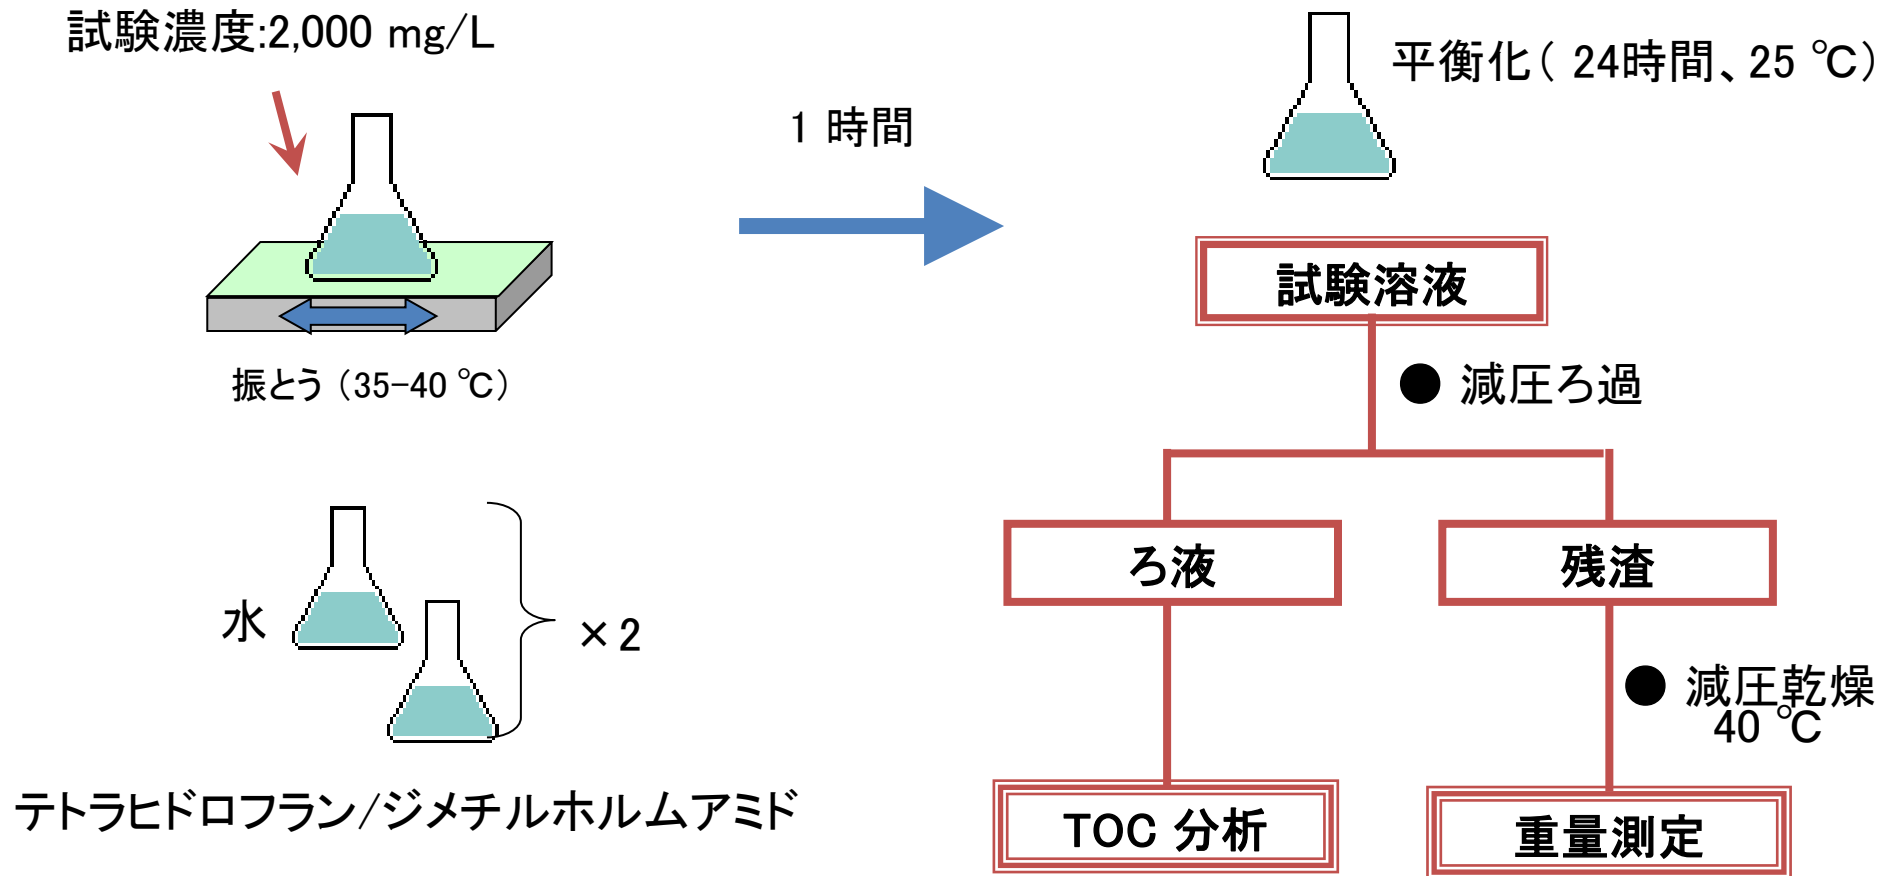 試験濃度:2,000 mg/L
振とう（35-40 ℃）
1 時間
平衡化（ 24時間、25 ℃）
試験溶液
● 減圧ろ過
ろ液
残渣
● 減圧乾燥
40 ℃
TOC 分析
重量測定
水
×2
テトラヒドロフラン/ジメチルホルムアミド